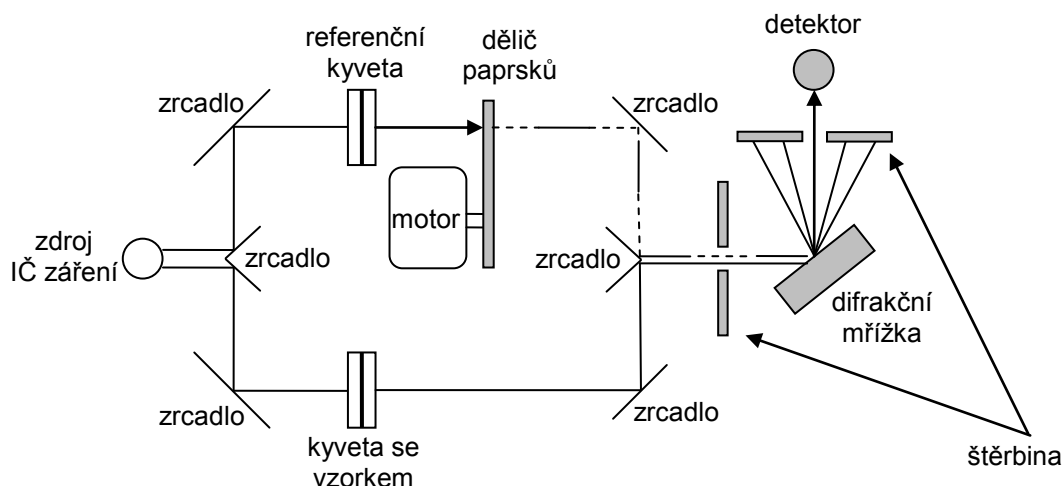 referenční
kyveta
dělič
paprsků
detektor
zrcadlo
zrcadlo
motor
zdroj
IČ záření
zrcadlo
zrcadlo
difrakční
mřížka
zrcadlo
zrcadlo
kyveta se
vzorkem
štěrbina